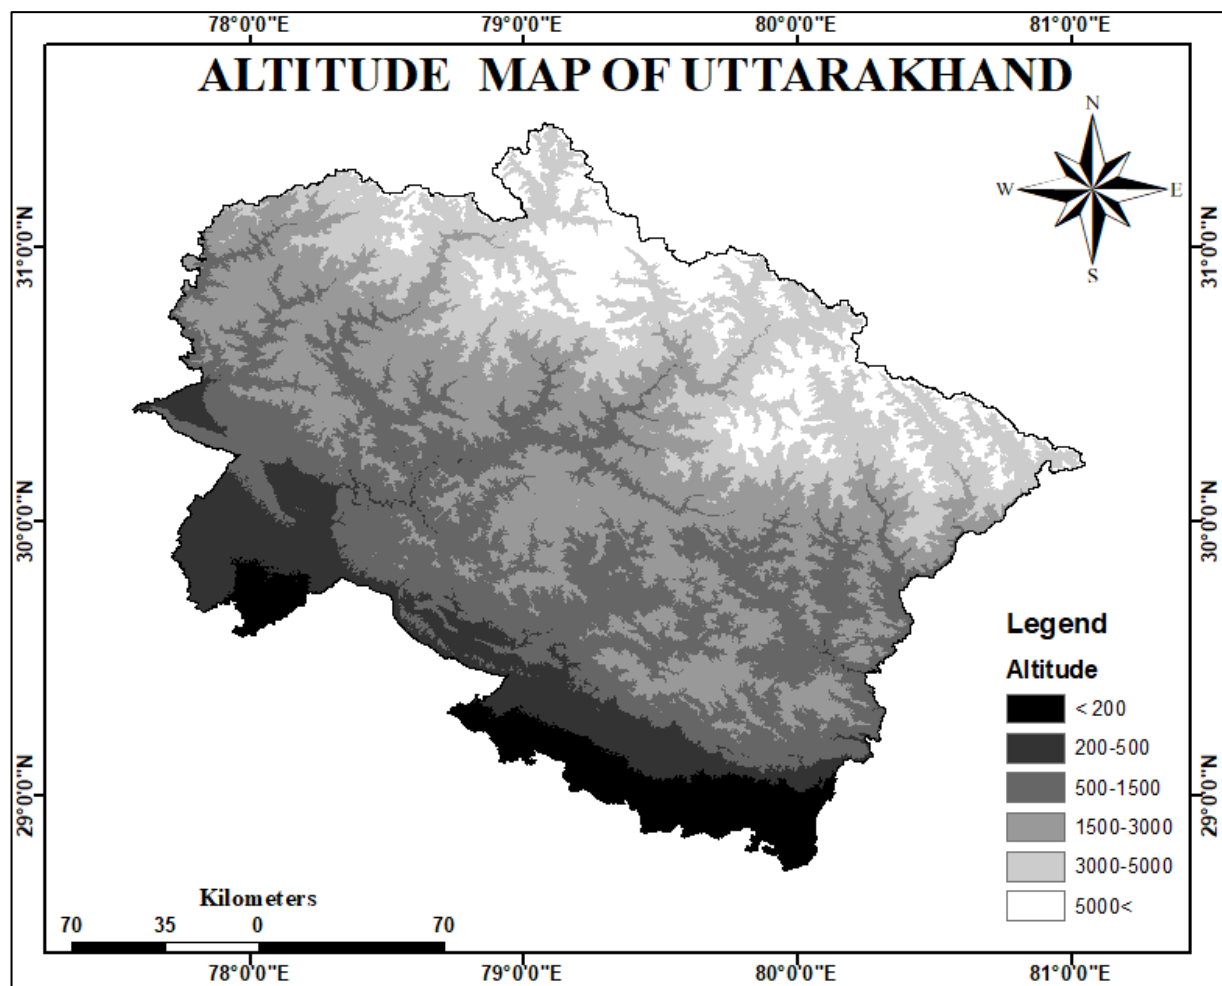 78°0'0"E 79°0'0"E 80°0'0"E 81°0'0"E
ALTITUDE MAP OF UTTARAKHAND
N
W E
S
31°0'0"N 31°0'0"N
30°0'0"N 30°0'0"N
29°0'0"N 29°0'0"N
Legend
Altitude
< 200
200-500
500-1500
1500-3000
3000-5000
5000<
Kilometers
70 35 0 70
78°0'0"E 79°0'0"E 80°0'0"E 81°0'0"E